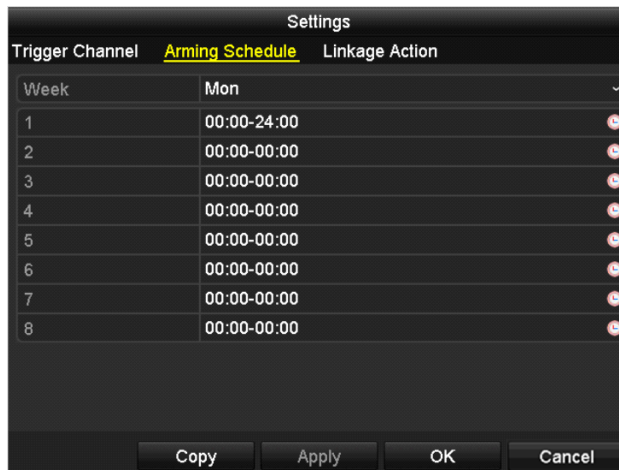 Settings
Trigger Channel Arming Schedule Linkage Action
Week Mon
1 00:00-24:00
2 00:00-00:00
3 00:00-00:00
4 00:00-00:00
5 00:00-00:00
6 00:00-00:00
7 00:00-00:00
8 00:00-00:00
Copy Apply OK Cancel